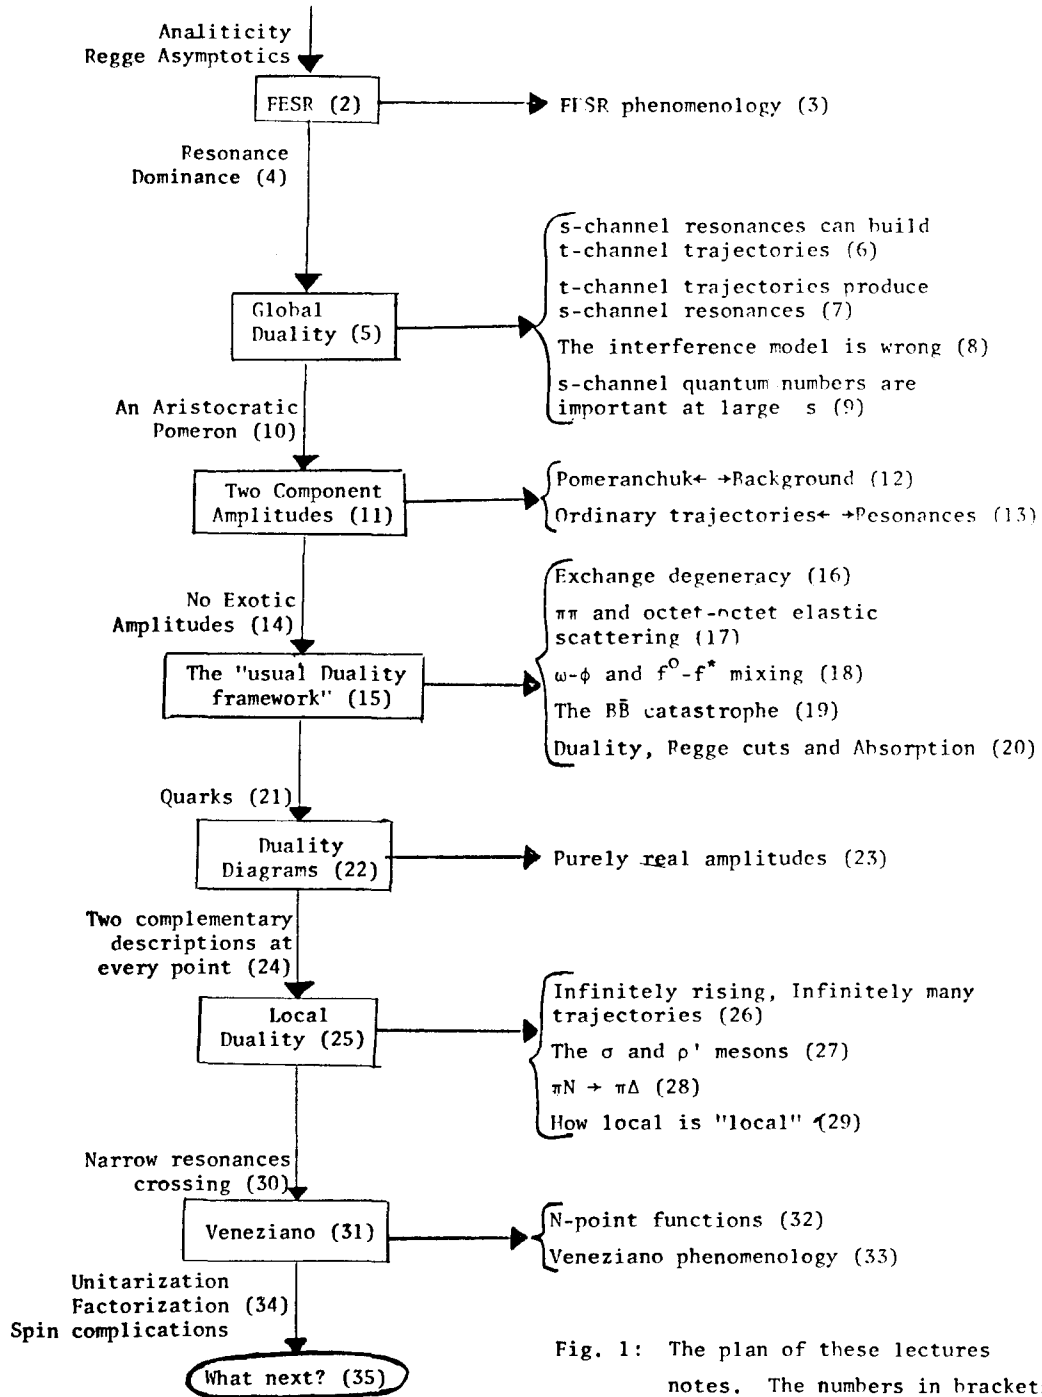 Analiticity
Regge Asymptotics
FESR (2)
FESR phenomenology (3)
Resonance
Dominance (4)
Global
Duality (5)
s-channel resonances can build
t-channel trajectories (6)
t-channel trajectories produce
s-channel resonances (7)
The interference model is wrong (8)
s-channel quantum numbers are
important at large s (9)
An Aristocratic
Pomeron (10)
Two Component
Amplitudes (11)
Pomeranchuk← →Background (12)
Ordinary trajectories← →Resonances (13)
No Exotic
Amplitudes (14)
The "usual Duality
framework" (15)
Exchange degeneracy (16)
ππ and octet-octet elastic
scattering (17)
ω-φ and f°-f* mixing (18)
The BB̄ catastrophe (19)
Duality, Regge cuts and Absorption (20)
Quarks (21)
Duality
Diagrams (22)
Purely real amplitudes (23)
Two complementary
descriptions at
every point (24)
Local
Duality (25)
Infinitely rising, Infinitely many
trajectories (26)
The σ and ρ' mesons (27)
πN → πΔ (28)
How local is "local" (29)
Narrow resonances
crossing (30)
Veneziano (31)
N-point functions (32)
Veneziano phenomenology (33)
Unitarization
Factorization (34)
Spin complications
What next? (35)
Fig. 1: The plan of these lectures
notes. The numbers in bracket